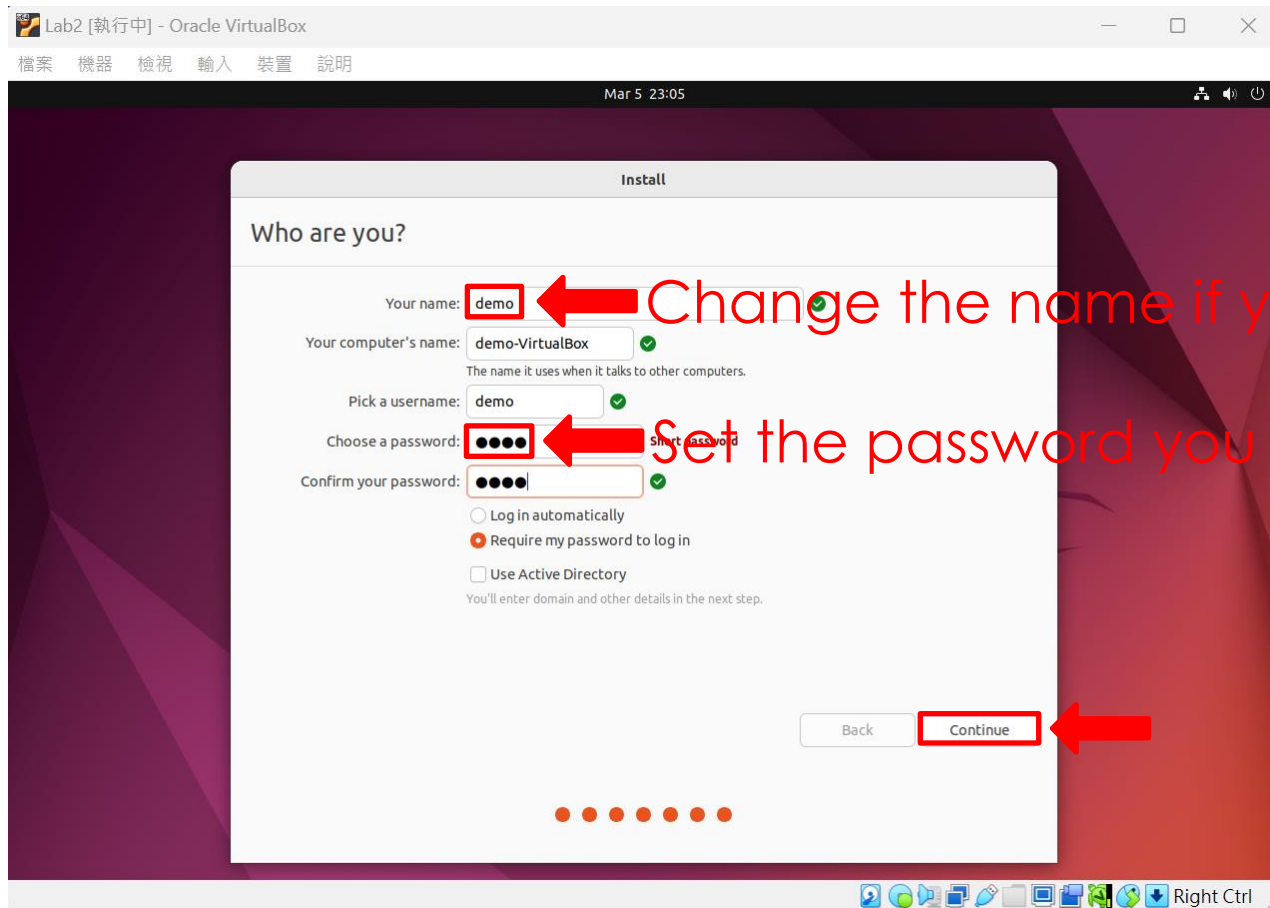 Lab2 [執行中] - Oracle VirtualBox
檔案 機器 檢視 輸入 裝置 說明
Mar 5 23:05
Install
Who are you?
Your name: demo Change the name if y
Your computer's name: demo-VirtualBox
The name it uses when it talks to other computers.
Pick a username: demo
Choose a password: ●●●● Short password Set the password you
Confirm your password: ●●●●
Log in automatically
Require my password to log in
Use Active Directory
You'll enter domain and other details in the next step.
Back Continue
Right Ctrl